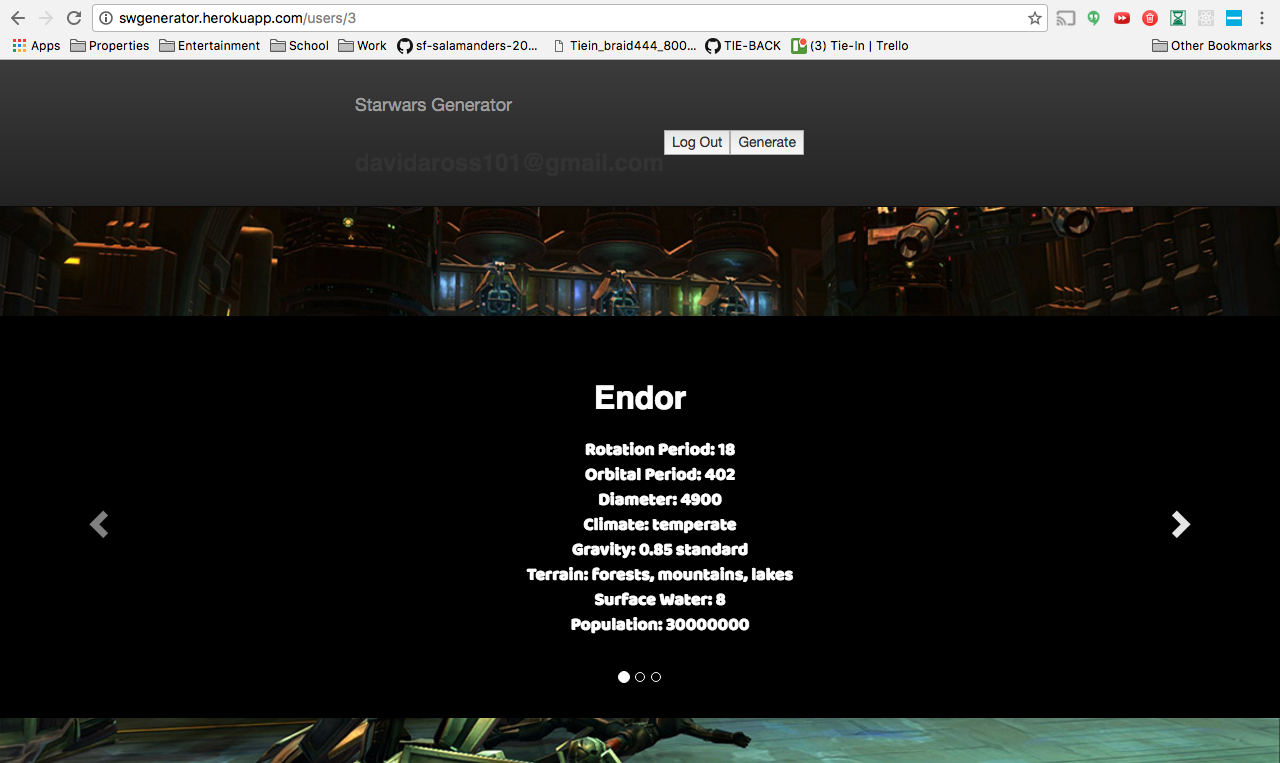 swgenerator.herokuapp.com/users/3
Apps Properties Entertainment School Work sf-salamanders-20... Tiein_braid444_800... TIE-BACK (3) Tie-In | Trello Other Bookmarks
Starwars Generator
Log Out Generate
davidaross101@gmail.com
Endor
Rotation Period: 18
Orbital Period: 402
Diameter: 4900
Climate: temperate
Gravity: 0.85 standard
Terrain: forests, mountains, lakes
Surface Water: 8
Population: 30000000